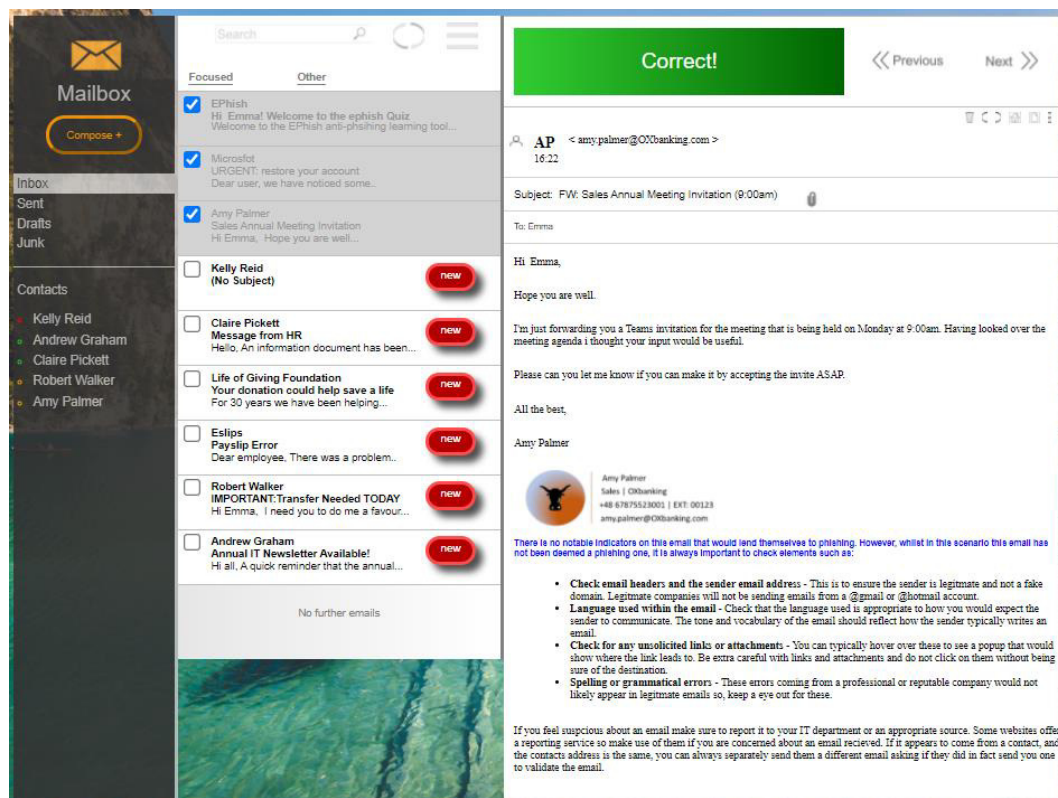 Mailbox
Compose +
Inbox
Sent
Drafts
Junk
Contacts
Kelly Reid
Andrew Graham
Claire Pickett
Robert Walker
Amy Palmer
Search
Focused Other
EPhish
Hi Emma! Welcome to the ephish Quiz
Welcome to the EPhish anti-phsihing learning tool...
Microsfot
URGENT: restore your account
Dear user, we have noticed some..
Amy Palmer
Sales Annual Meeting Invitation
Hi Emma, Hope you are well...
Kelly Reid
(No Subject)
new
Claire Pickett
Message from HR
Hello, An information document has been...
new
Life of Giving Foundation
Your donation could help save a life
For 30 years we have been helping...
new
Eslips
Payslip Error
Dear employee, There was a problem..
new
Robert Walker
IMPORTANT:Transfer Needed TODAY
Hi Emma, I need you to do me a favour...
new
Andrew Graham
Annual IT Newsletter Available!
Hi all, A quick reminder that the annual...
new
No further emails
Correct!
Previous Next
AP < amy.palmer@OXbanking.com >
16:22
Subject: FW: Sales Annual Meeting Invitation (9:00am)
To: Emma
Hi Emma,
Hope you are well.
I'm just forwarding you a Teams invitation for the meeting that is being held on Monday at 9:00am. Having looked over the
meeting agenda i thought your input would be useful.
Please can you let me know if you can make it by accepting the invite ASAP.
All the best,
Amy Palmer
Amy Palmer
Sales | OXbanking
+48 67875523001 | EXT: 00123
amy.palmer@OXbanking.com
There is no notable indicators on this email that would lend themselves to phishing. However, whilst in this scenario this email has
not been deemed a phishing one, it is always important to check elements such as:
• Check email headers and the sender email address - This is to ensure the sender is legitmate and not a fake
domain. Legitmate companies will not be sending emails from a @gmail or @hotmail account.
• Language used within the email - Check that the language used is appropriate to how you would expect the
sender to communicate. The tone and vocabulary of the email should reflect how the sender typically writes an
email.
• Check for any unsolicited links or attachments - You can typically hover over these to see a popup that would
show where the link leads to. Be extra careful with links and attachments and do not click on them without being
sure of the destination.
• Spelling or grammatical errors - These errors coming from a professional or reputable company would not
likely appear in legitmate emails so, keep a eye out for these.
If you feel suspcious about an email make sure to report it to your IT department or an appropriate source. Some websites offer
a reporting service so make use of them if you are concerned about an email recieved. If it appears to come from a contact, and
the contacts address is the same, you can always separately send them a different email asking if they did in fact send you one
to validate the email.